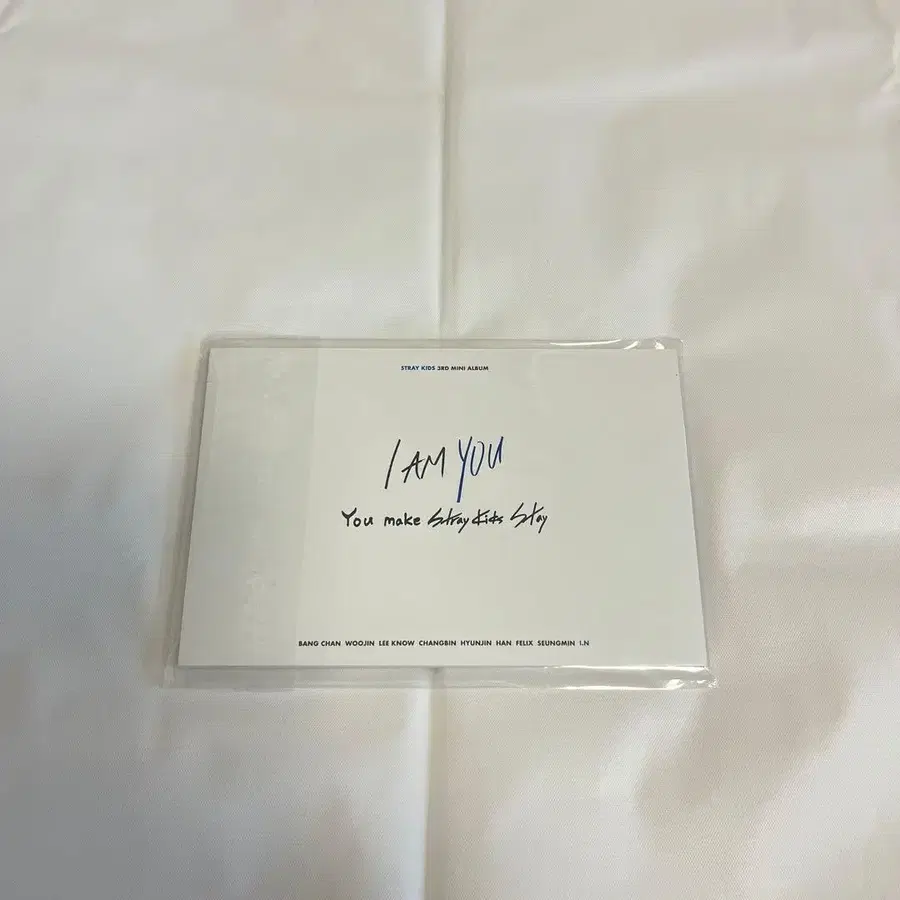 STRAY KIDS 3RD MINI ALBUM
I AM YOU
You make Stray Kids Stay
BANG CHAN WOOJIN LEE KNOW CHANGBIN HYUNJIN HAN FELIX SEUNGMIN I.N